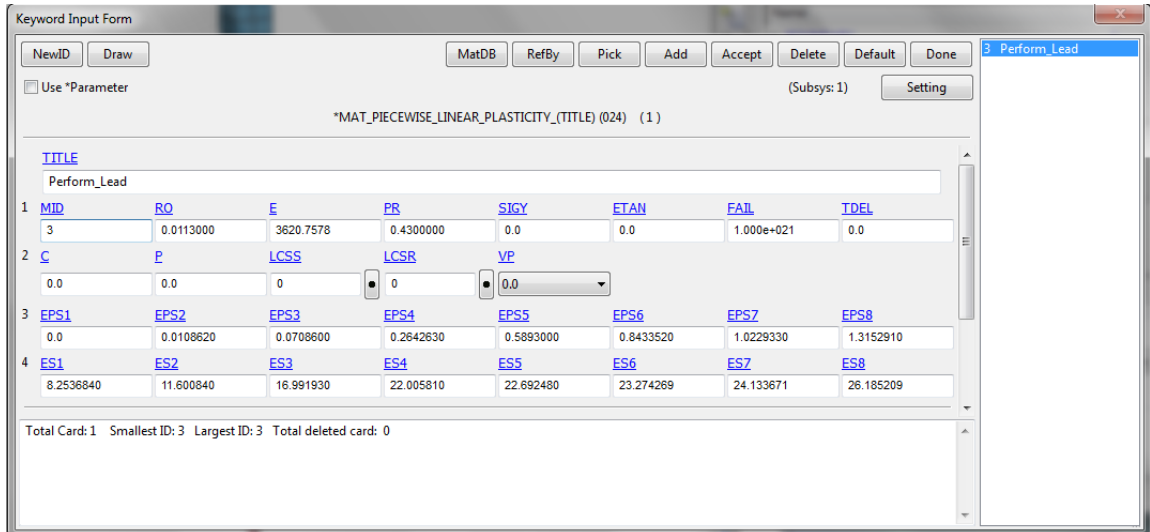 Keyword Input Form
NewID Draw MatDB RefBy Pick Add Accept Delete Default Done 3 Perform_Lead
Use *Parameter (Subsys: 1) Setting
*MAT_PIECEWISE_LINEAR_PLASTICITY_(TITLE) (024) (1)
TITLE
Perform_Lead
1 MID RO E PR SIGY ETAN FAIL TDEL
3 0.0113000 3620.7578 0.4300000 0.0 0.0 1.000e+021 0.0
2 C P LCSS LCSR VP
0.0 0.0 0 0 0.0
3 EPS1 EPS2 EPS3 EPS4 EPS5 EPS6 EPS7 EPS8
0.0 0.0108620 0.0708600 0.2642630 0.5893000 0.8433520 1.0229330 1.3152910
4 ES1 ES2 ES3 ES4 ES5 ES6 ES7 ES8
8.2536840 11.600840 16.991930 22.005810 22.692480 23.274269 24.133671 26.185209
Total Card: 1 Smallest ID: 3 Largest ID: 3 Total deleted card: 0